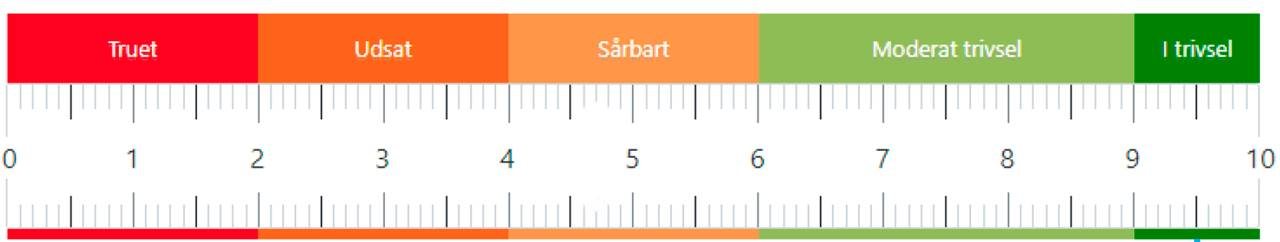 Truet Udsat Sårbart Moderat trivsel I trivsel
0 1 2 3 4 5 6 7 8 9 10